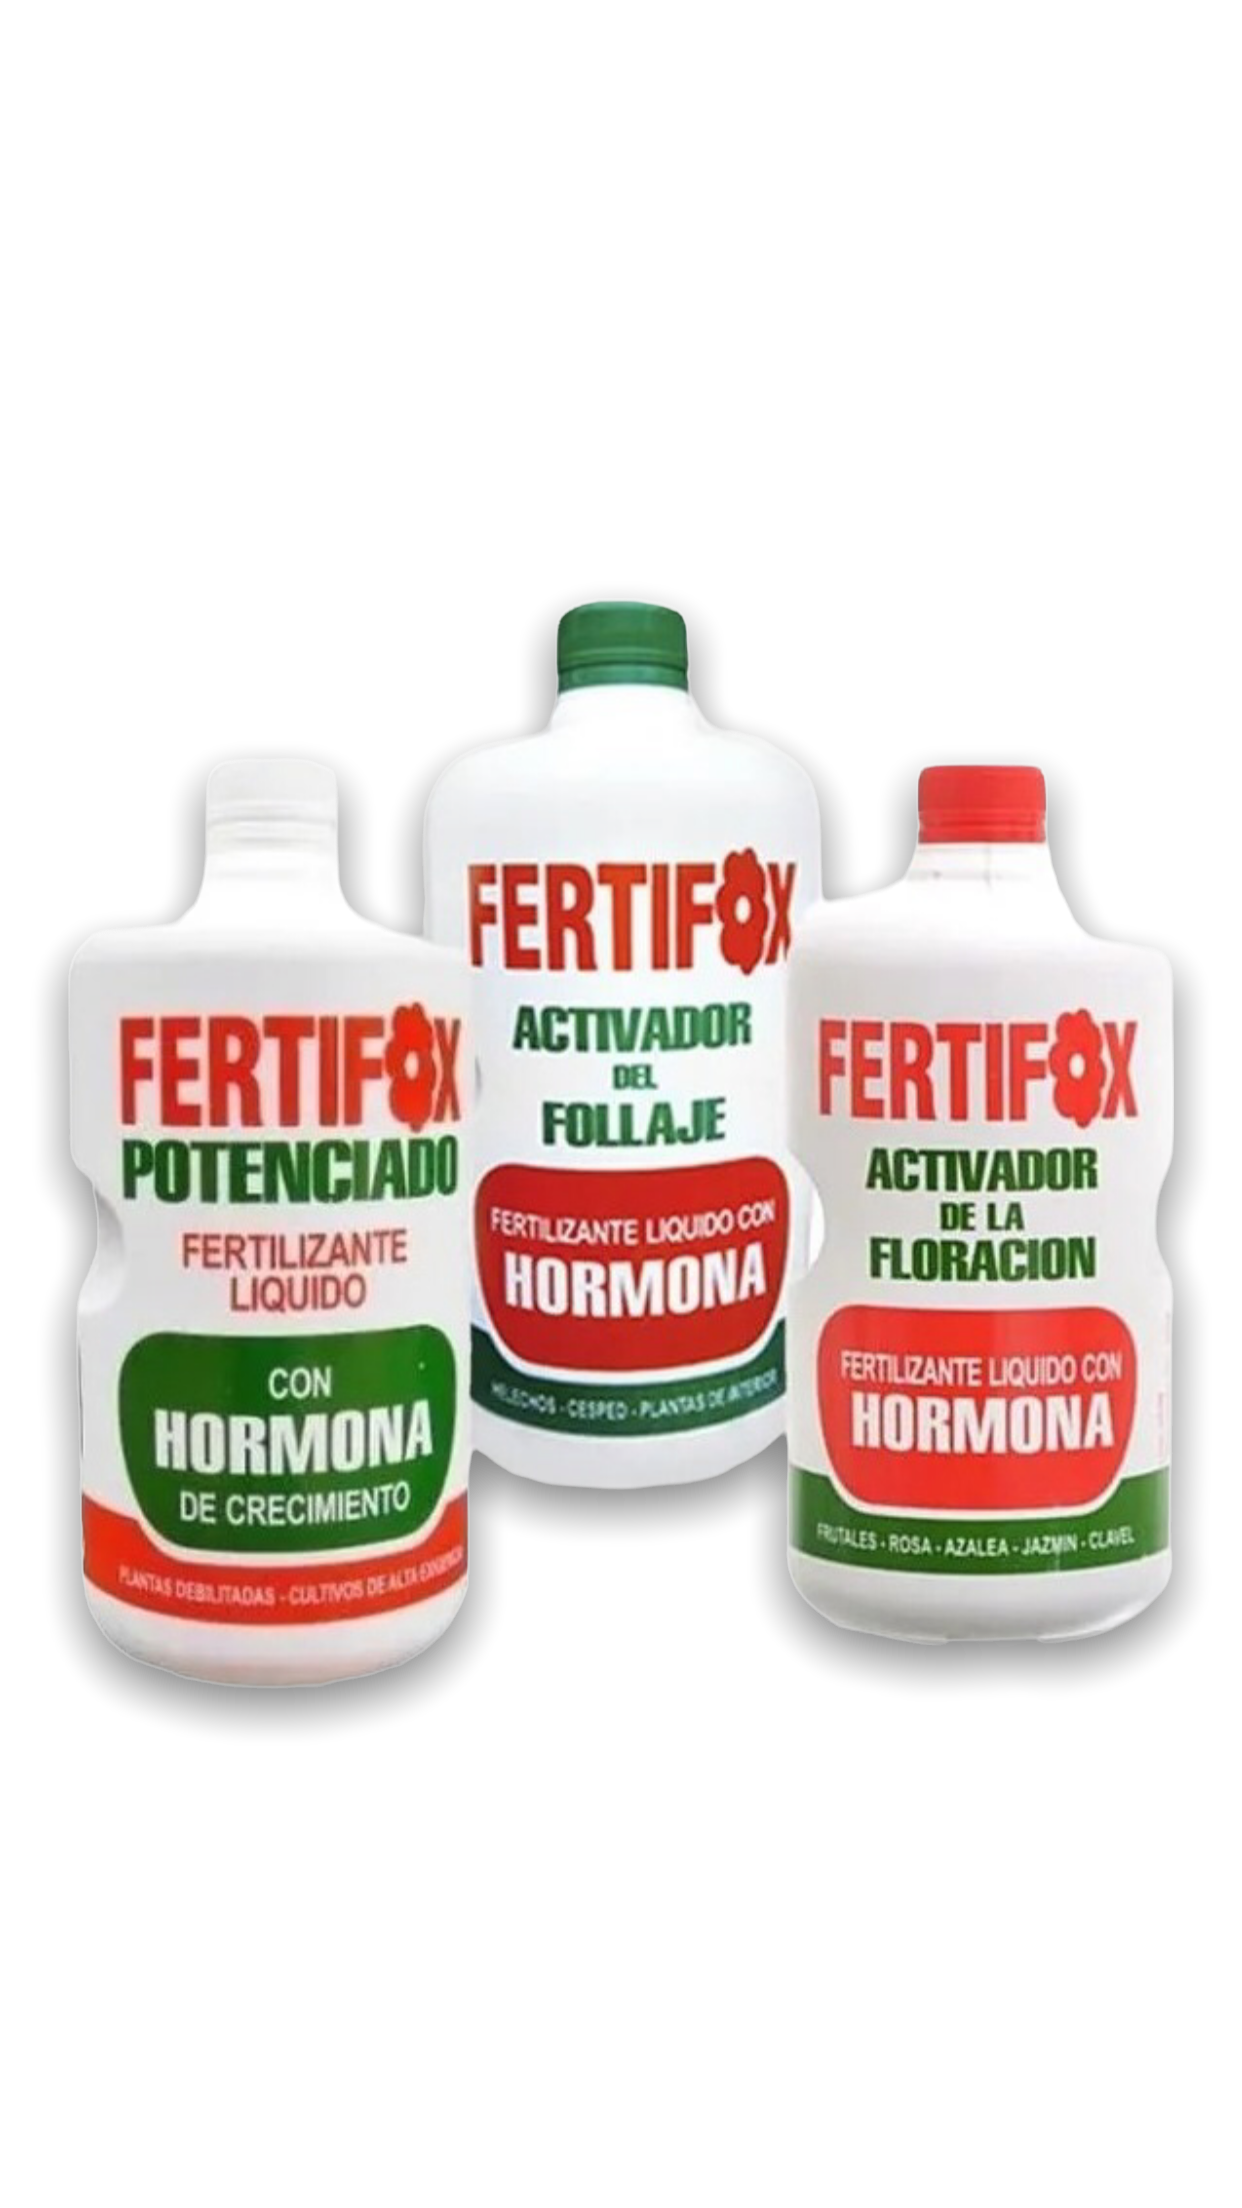 FERTIFOX
POTENCIADO
FERTILIZANTE
LIQUIDO
CON
HORMONA
DE CRECIMIENTO
PLANTAS DEBILITADAS - CULTIVOS DE ALTA EXIGENCIA
FERTIFOX
ACTIVADOR
DEL
FOLLAJE
FERTILIZANTE LIQUIDO CON
HORMONA
HELECHOS - CESPED - PLANTAS DE INTERIOR
FERTIFOX
ACTIVADOR
DE LA
FLORACION
FERTILIZANTE LIQUIDO CON
HORMONA
FRUTALES - ROSA - AZALEA - JAZMIN - CLAVEL